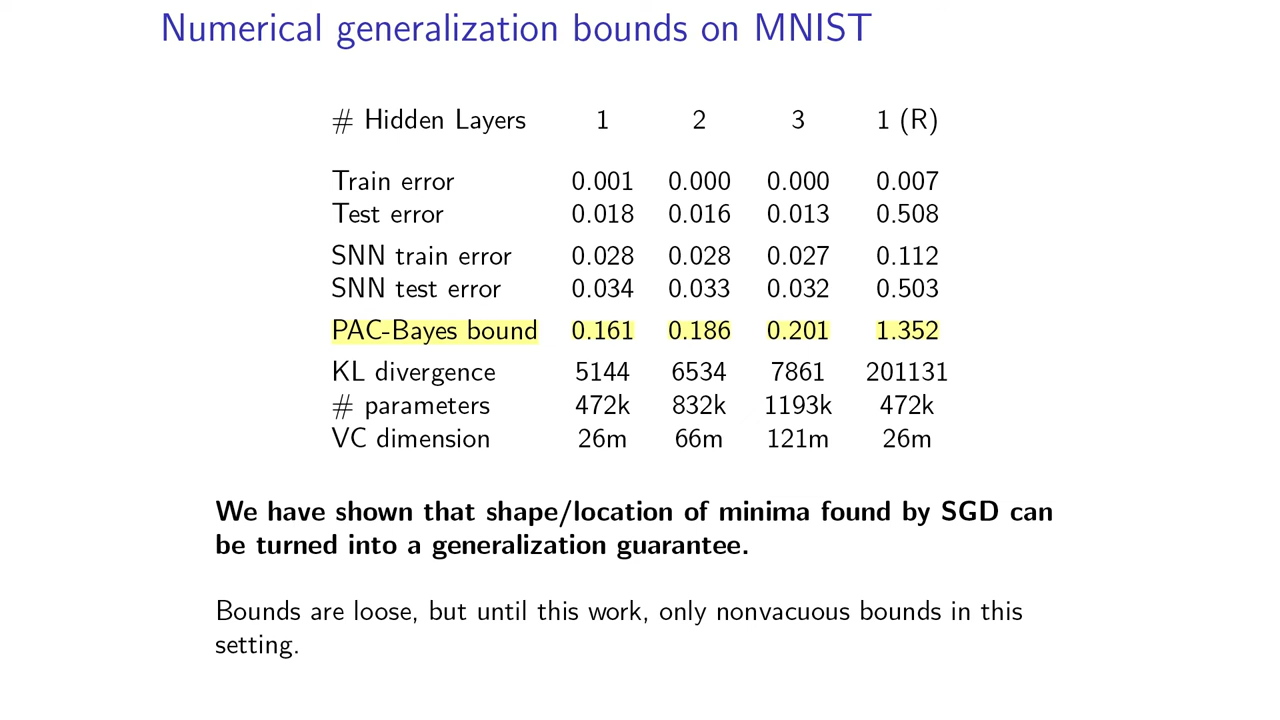 Numerical generalization bounds on MNIST
# Hidden Layers 1 2 3 1 (R)
Train error 0.001 0.000 0.000 0.007
Test error 0.018 0.016 0.013 0.508
SNN train error 0.028 0.028 0.027 0.112
SNN test error 0.034 0.033 0.032 0.503
PAC-Bayes bound 0.161 0.186 0.201 1.352
KL divergence 5144 6534 7861 201131
# parameters 472k 832k 1193k 472k
VC dimension 26m 66m 121m 26m
We have shown that shape/location of minima found by SGD can
be turned into a generalization guarantee.
Bounds are loose, but until this work, only nonvacuous bounds in this
setting.